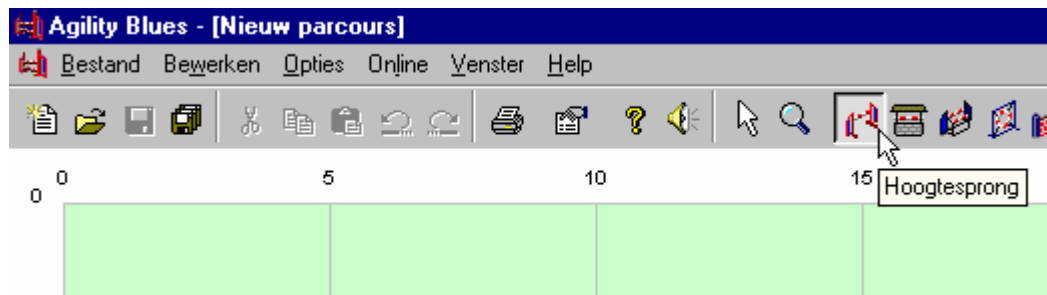 Agility Blues - [Nieuw parcours]
Bestand Bewerken Opties Online Venster Help
0 5 10 15
0
Hoogtesprong